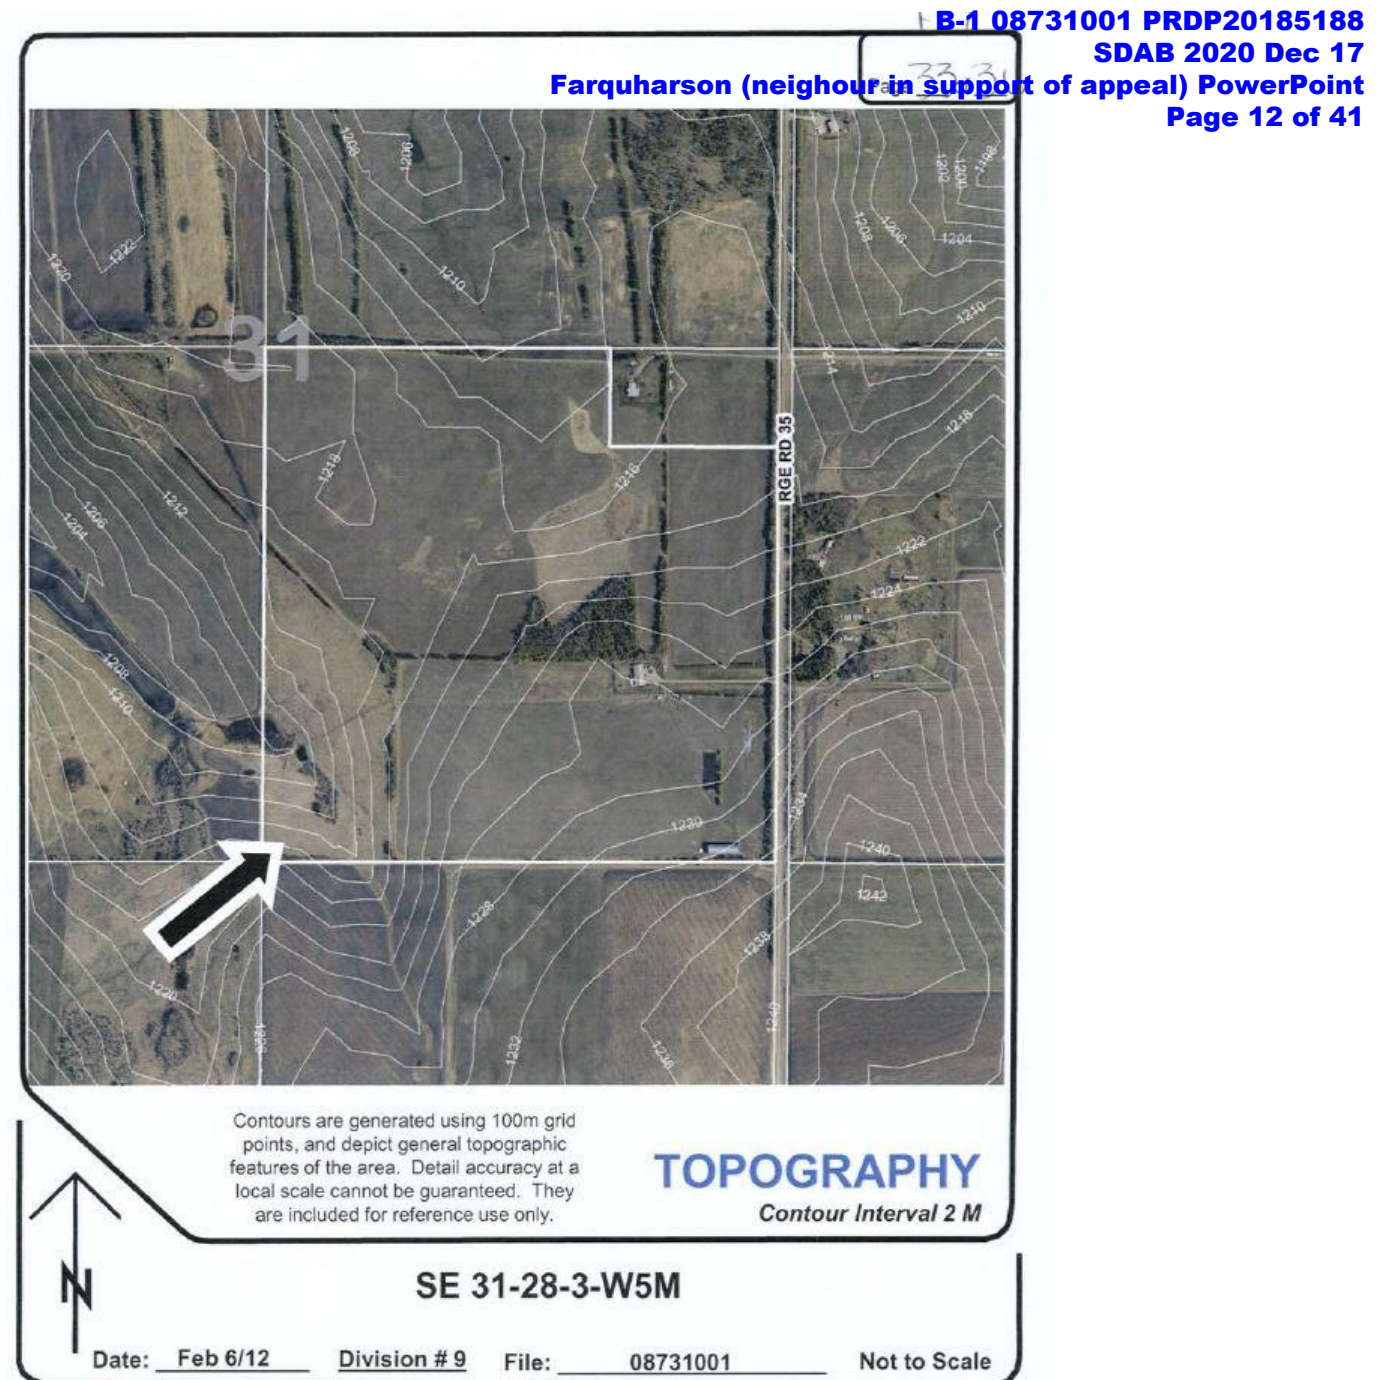 B-1 08731001 PRDP20185188
SDAB 2020 Dec 17
Farquharson (neighour in support of appeal) PowerPoint
Page 12 of 41
1208
1206
1202
1200
1198
1222
1220
1210
1208
1206
1204
1210
31
1214
1218
1218
1216
RGE RD 35
1212
1206
1204
1222
1224
1208
1210
1234
1230
1240
1242
1228
1238
1220
1226
1232
1236
1240
Contours are generated using 100m grid
points, and depict general topographic
features of the area. Detail accuracy at a
local scale cannot be guaranteed. They
are included for reference use only.
TOPOGRAPHY
Contour Interval 2 M
N
SE 31-28-3-W5M
Date: Feb 6/12 Division # 9 File: 08731001 Not to Scale